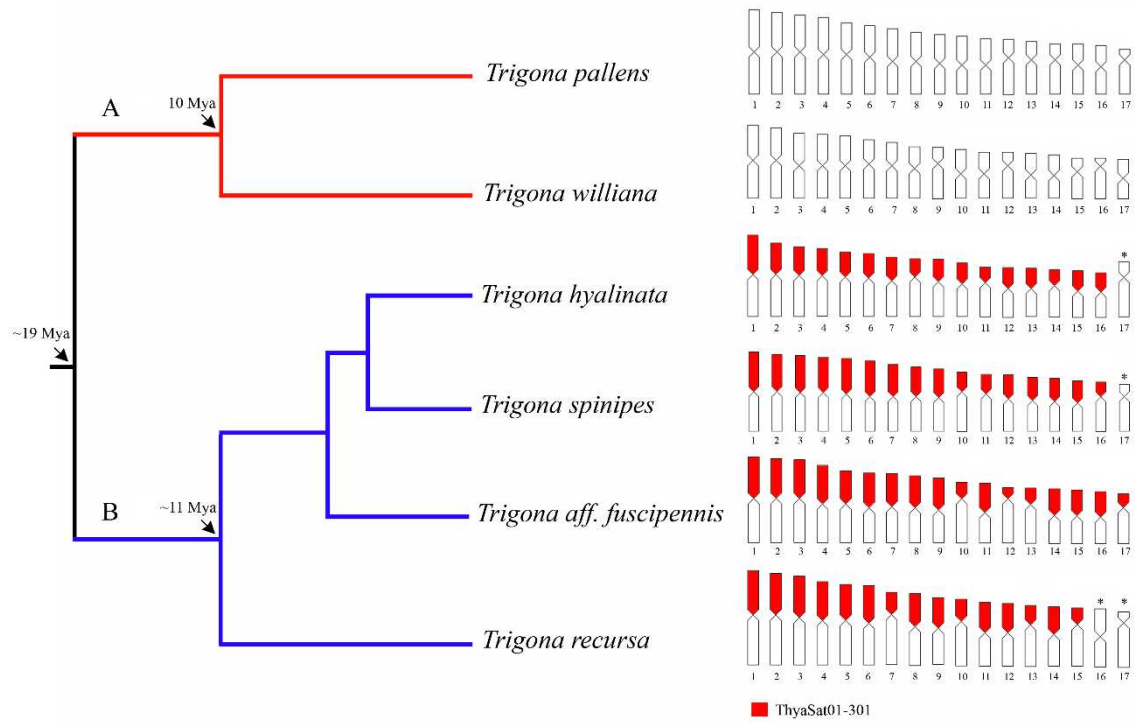 A
10 Mya
Trigona pallens
1 2 3 4 5 6 7 8 9 10 11 12 13 14 15 16 17
Trigona williana
1 2 3 4 5 6 7 8 9 10 11 12 13 14 15 16 17
~19 Mya
Trigona hyalinata
*
1 2 3 4 5 6 7 8 9 10 11 12 13 14 15 16 17
Trigona spinipes
*
1 2 3 4 5 6 7 8 9 10 11 12 13 14 15 16 17
B
~11 Mya
Trigona aff. fuscipennis
1 2 3 4 5 6 7 8 9 10 11 12 13 14 15 16 17
Trigona recursa
* *
1 2 3 4 5 6 7 8 9 10 11 12 13 14 15 16 17
ThyaSat01-301